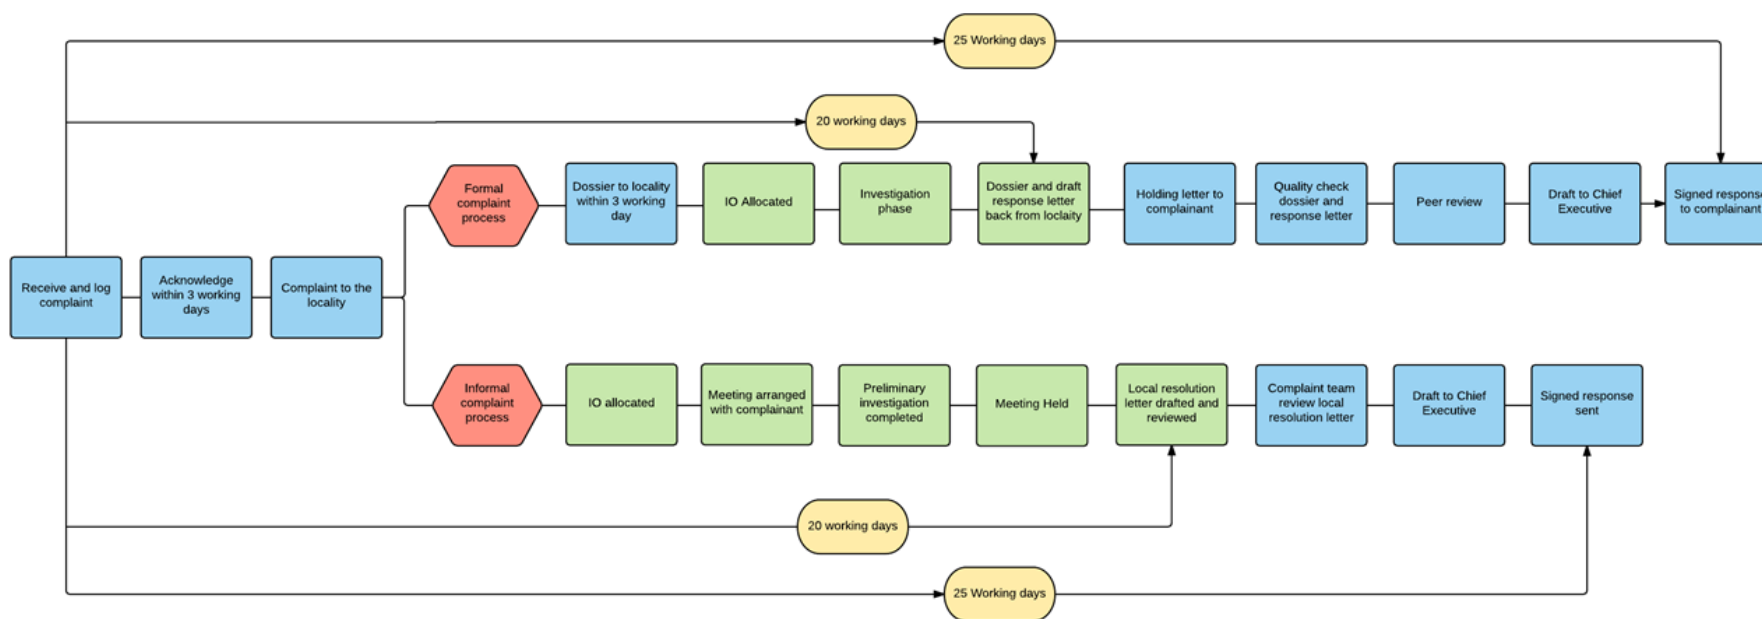 25 Working days
20 working days
Formal
complaint
process
Dossier to locality
within 3 working
day
IO Allocated
Investigation
phase
Dossier and draft
response letter
back from loclaity
Holding letter to
complainant
Quality check
dossier and
response letter
Peer review
Draft to Chief
Executive
Signed response
to complainant
Receive and log
complaint
Acknowledge
within 3 working
days
Complaint to the
locality
Informal
complaint
process
IO allocated
Meeting arranged
with complainant
Preliminary
investigation
completed
Meeting Held
Local resolution
letter drafted and
reviewed
Complaint team
review local
resolution letter
Draft to Chief
Executive
Signed response
sent
20 working days
25 Working days